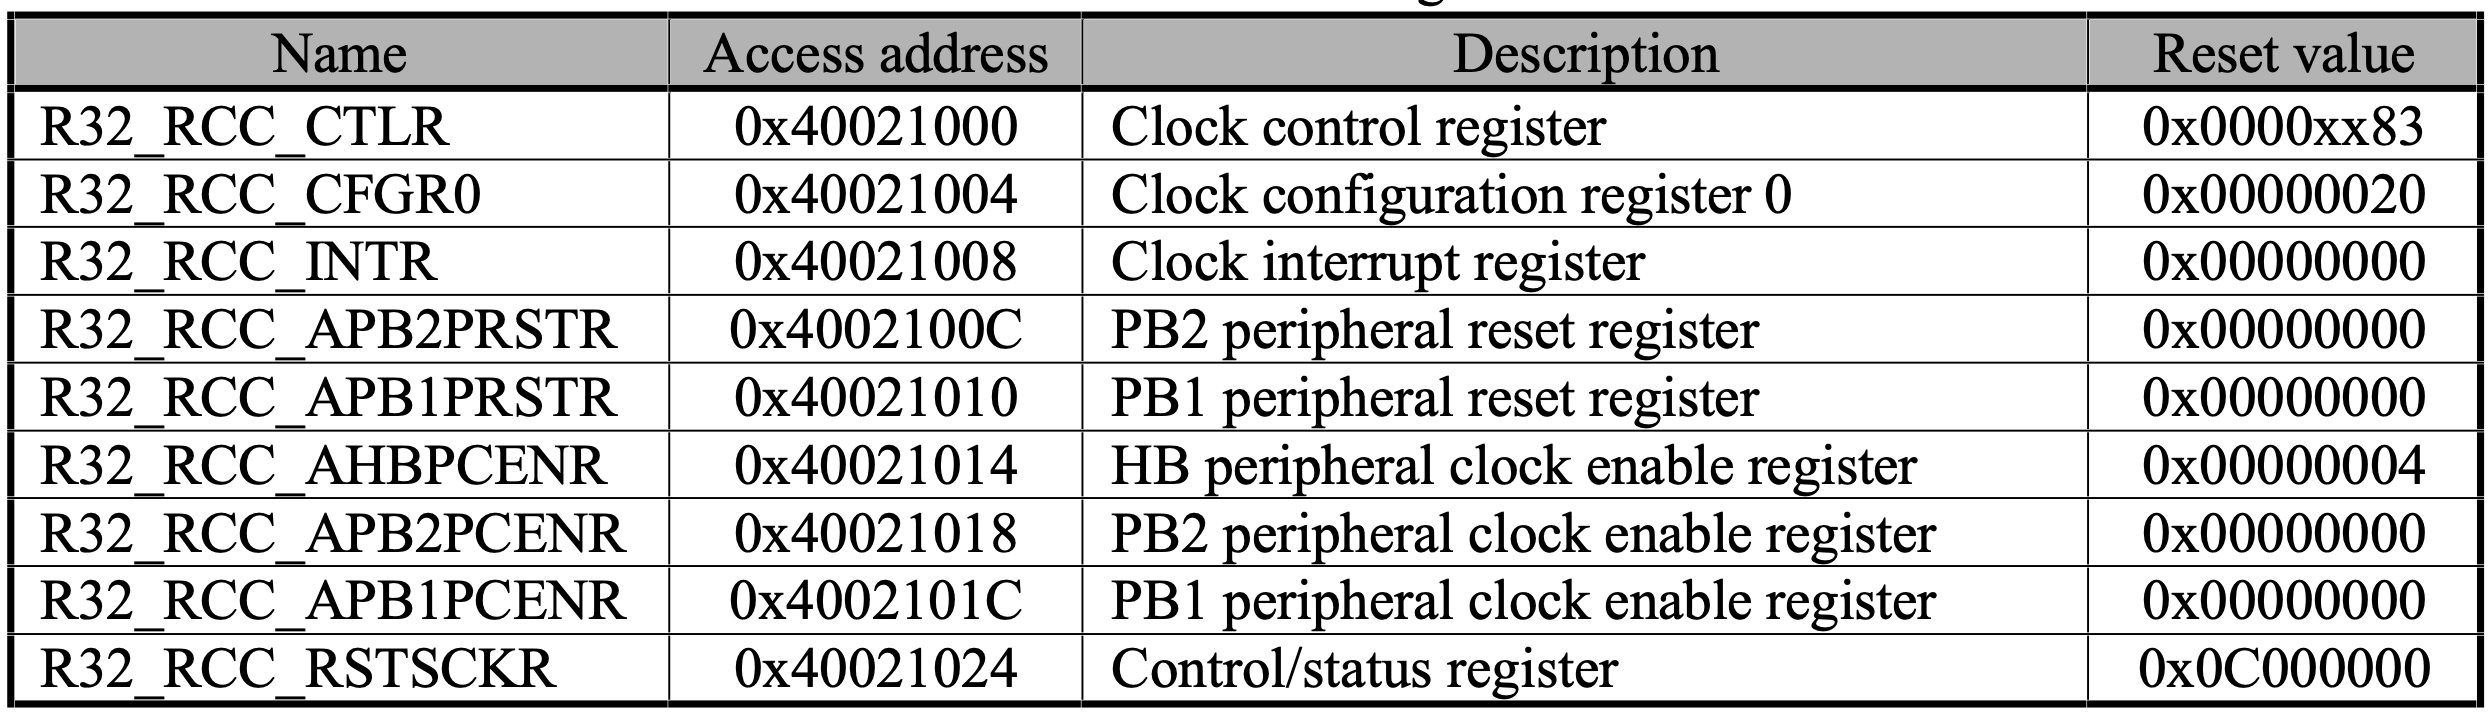 Name Access address Description Reset value
R32_RCC_CTLR 0x40021000 Clock control register 0x0000xx83
R32_RCC_CFGR0 0x40021004 Clock configuration register 0 0x00000020
R32_RCC_INTR 0x40021008 Clock interrupt register 0x00000000
R32_RCC_APB2PRSTR 0x4002100C PB2 peripheral reset register 0x00000000
R32_RCC_APB1PRSTR 0x40021010 PB1 peripheral reset register 0x00000000
R32_RCC_AHBPCENR 0x40021014 HB peripheral clock enable register 0x00000004
R32_RCC_APB2PCENR 0x40021018 PB2 peripheral clock enable register 0x00000000
R32_RCC_APB1PCENR 0x4002101C PB1 peripheral clock enable register 0x00000000
R32_RCC_RSTSCKR 0x40021024 Control/status register 0x0C000000